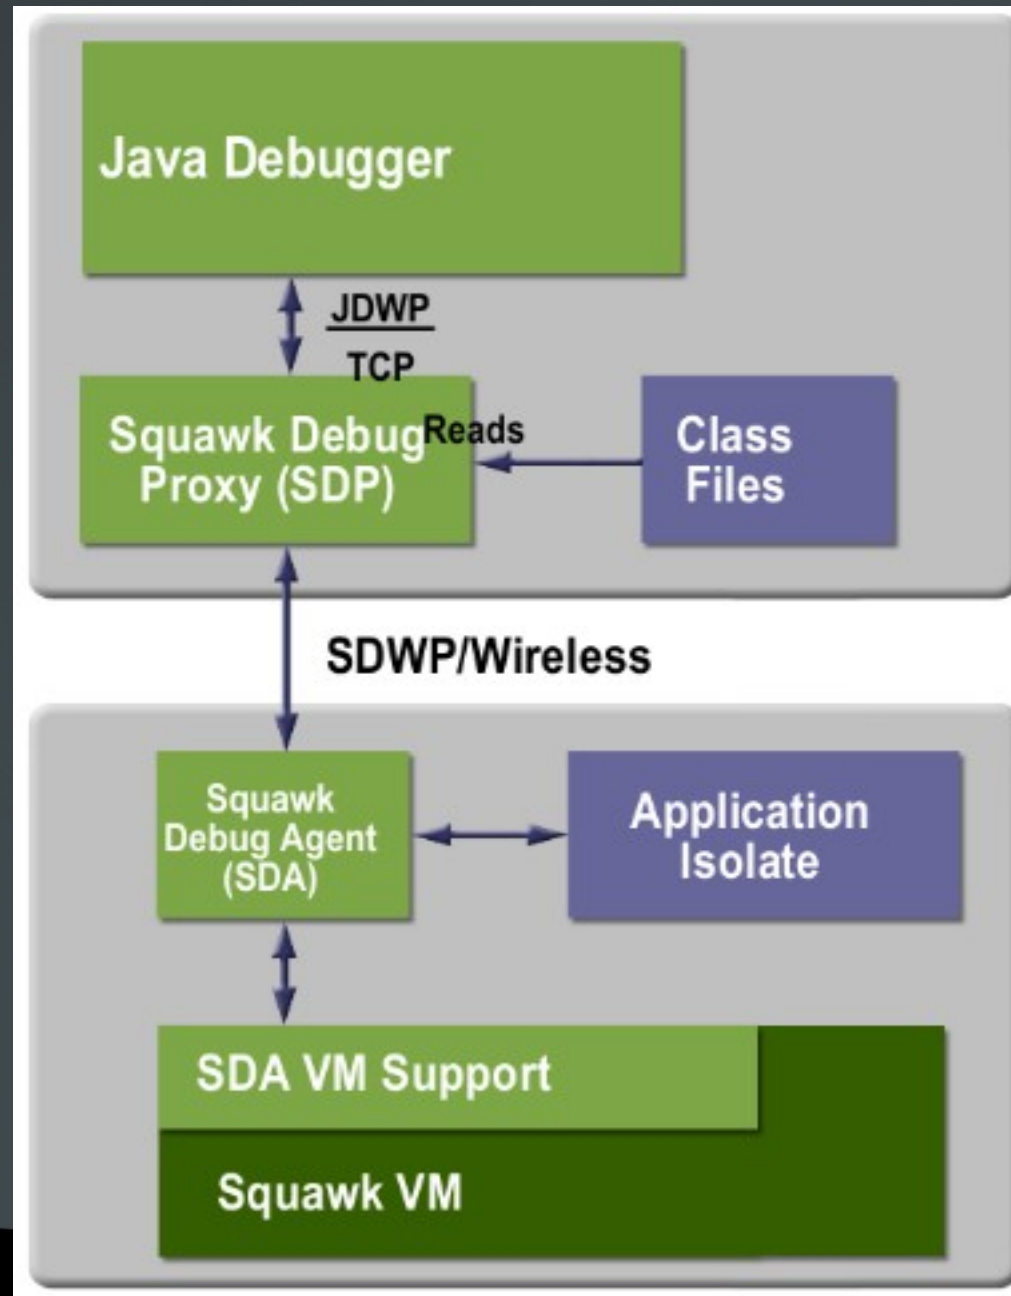 Java Debugger
JDWP
TCP
Squawk Debug
Proxy (SDP)
Reads
Class
Files
SDWP/Wireless
Squawk
Debug Agent
(SDA)
Application
Isolate
SDA VM Support
Squawk VM